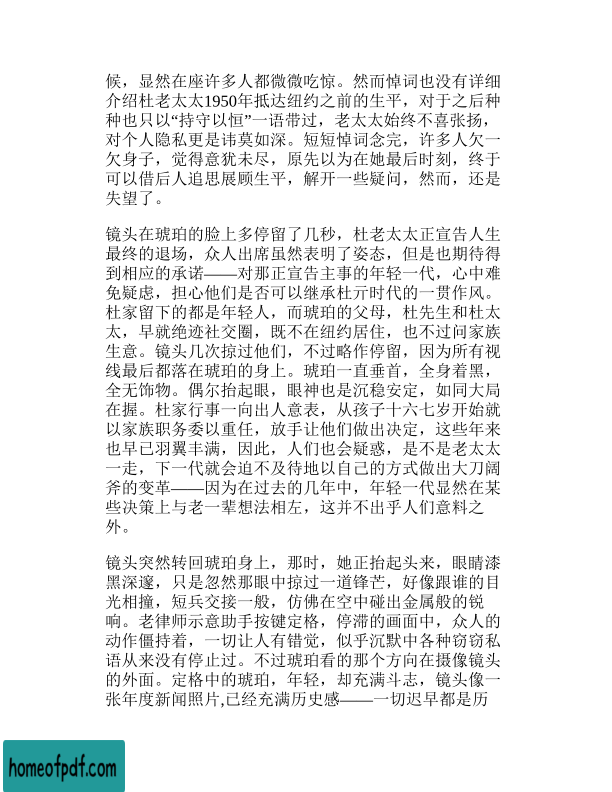 候，显然在座许多人都微微吃惊。然而悼词也没有详细
介绍杜老太太1950年抵达纽约之前的生平，对于之后种
种也只以“持守以恒”一语带过，老太太始终不喜张扬，
对个人隐私更是讳莫如深。短短悼词念完，许多人欠一
欠身子，觉得意犹未尽，原先以为在她最后时刻，终于
可以借后人追思展顾生平，解开一些疑问，然而，还是
失望了。
镜头在琥珀的脸上多停留了几秒，杜老太太正宣告人生
最终的退场，众人出席虽然表明了姿态，但是也期待得
到相应的承诺——对那正宣告主事的年轻一代，心中难
免疑虑，担心他们是否可以继承杜亓时代的一贯作风。
杜家留下的都是年轻人，而琥珀的父母，杜先生和杜太
太，早就绝迹社交圈，既不在纽约居住，也不过问家族
生意。镜头几次掠过他们，不过略作停留，因为所有视
线最后都落在琥珀的身上。琥珀一直垂首，全身着黑，
全无饰物。偶尔抬起眼，眼神也是沉稳安定，如同大局
在握。杜家行事一向出人意表，从孩子十六七岁开始就
以家族职务委以重任，放手让他们做出决定，这些年来
也早已羽翼丰满，因此，人们也会疑惑，是不是老太太
一走，下一代就会迫不及待地以自己的方式做出大刀阔
斧的变革——因为在过去的几年中，年轻一代显然在某
些决策上与老一辈想法相左，这并不出乎人们意料之
外。
镜头突然转回琥珀身上，那时，她正抬起头来，眼睛漆
黑深邃，只是忽然那眼中掠过一道锋芒，好像跟谁的目
光相撞，短兵交接一般，仿佛在空中碰出金属般的锐
响。老律师示意助手按键定格，停滞的画面中，众人的
动作僵持着，一切让人有错觉，似乎沉默中各种窃窃私
语从来没有停止过。不过琥珀看的那个方向在摄像镜头
的外面。定格中的琥珀，年轻，却充满斗志，镜头像一
张年度新闻照片,已经充满历史感——一切迟早都是历
homeofpdf.com